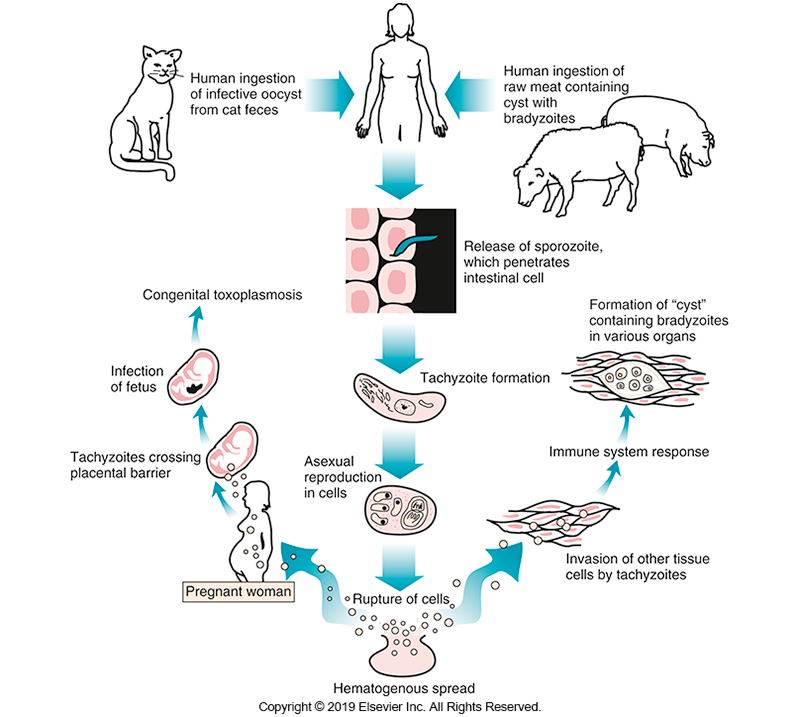 Human ingestion
of infective oocyst
from cat feces
Human ingestion of
raw meat containing
cyst with
bradyzoites
Release of sporozoite,
which penetrates
intestinal cell
Congenital toxoplasmosis
Formation of “cyst”
containing bradyzoites
in various organs
Infection
of fetus
Tachyzoite formation
Tachyzoites crossing
placental barrier
Asexual
reproduction
in cells
Immune system response
Invasion of other tissue
cells by tachyzoites
Pregnant woman
Rupture of cells
Hematogenous spread
Copyright © 2019 Elsevier Inc. All Rights Reserved.